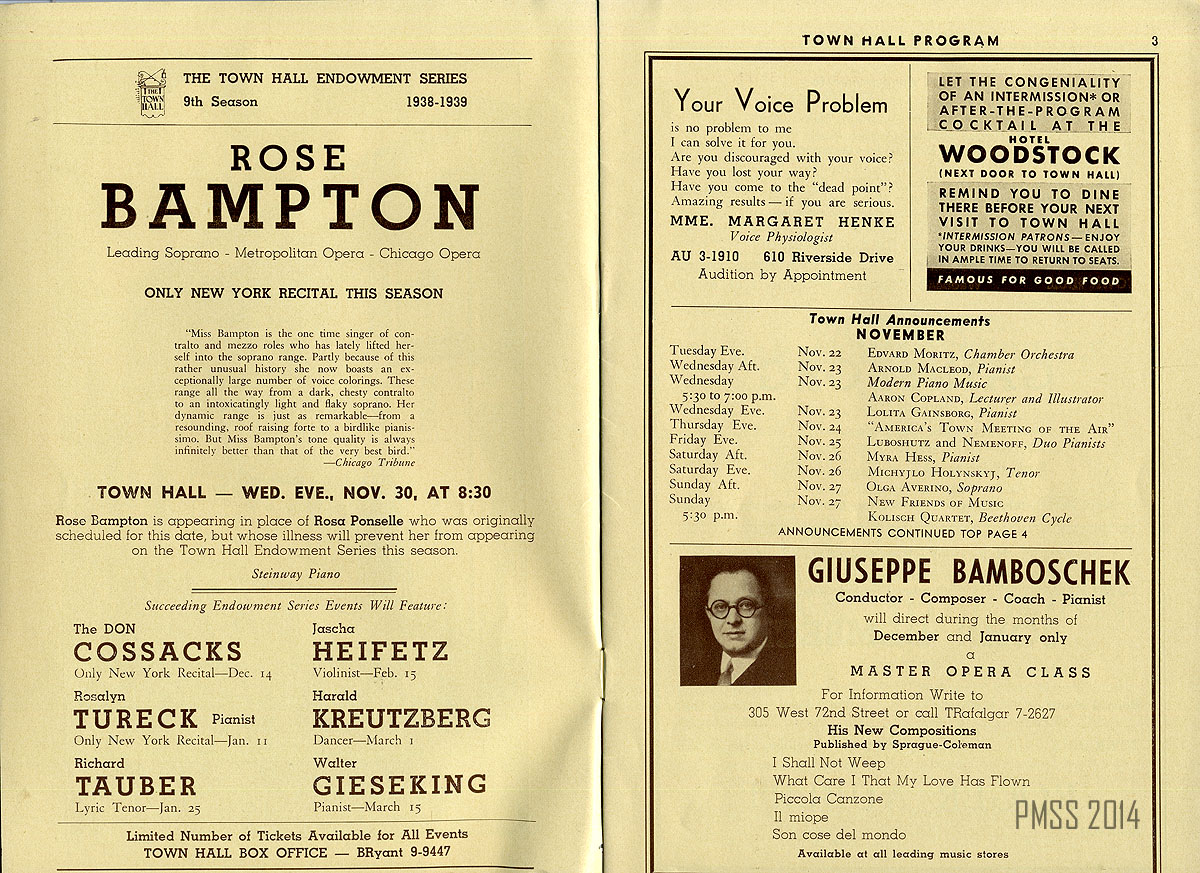 THE TOWN HALL
THE TOWN HALL ENDOWMENT SERIES
9th Season 1938-1939
ROSE
BAMPTON
Leading Soprano - Metropolitan Opera - Chicago Opera
ONLY NEW YORK RECITAL THIS SEASON
"Miss Bampton is the one time singer of con-
tralto and mezzo roles who has lately lifted her-
self into the soprano range. Partly because of this
rather unusual history she now boasts an ex-
ceptionally large number of voice colorings. These
range all the way from a dark, chesty contralto
to an intoxicatingly light and flaky soprano. Her
dynamic range is just as remarkable—from a
resounding, roof raising forte to a birdlike pianis-
simo. But Miss Bampton's tone quality is always
infinitely better than that of the very best bird."
—Chicago Tribune
TOWN HALL — WED. EVE., NOV. 30, AT 8:30
Rose Bampton is appearing in place of Rosa Ponselle who was originally
scheduled for this date, but whose illness will prevent her from appearing
on the Town Hall Endowment Series this season.
Steinway Piano
Succeeding Endowment Series Events Will Feature:
The DON
COSSACKS
Only New York Recital—Dec. 14
Jascha
HEIFETZ
Violinist—Feb. 15
Rosalyn
TURECK Pianist
Only New York Recital—Jan. 11
Harald
KREUTZBERG
Dancer—March 1
Richard
TAUBER
Lyric Tenor—Jan. 25
Walter
GIESEKING
Pianist—March 15
Limited Number of Tickets Available for All Events
TOWN HALL BOX OFFICE — BRyant 9-9447
TOWN HALL PROGRAM 3
Your Voice Problem
is no problem to me
I can solve it for you.
Are you discouraged with your voice?
Have you lost your way?
Have you come to the "dead point"?
Amazing results — if you are serious.
MME. MARGARET HENKE
Voice Physiologist
AU 3-1910 610 Riverside Drive
Audition by Appointment
LET THE CONGENIALITY
OF AN INTERMISSION* OR
AFTER-THE-PROGRAM
COCKTAIL AT THE
HOTEL
WOODSTOCK
(NEXT DOOR TO TOWN HALL)
REMIND YOU TO DINE
THERE BEFORE YOUR NEXT
VISIT TO TOWN HALL
*INTERMISSION PATRONS—ENJOY
YOUR DRINKS—YOU WILL BE CALLED
IN AMPLE TIME TO RETURN TO SEATS.
FAMOUS FOR GOOD FOOD
Town Hall Announcements
NOVEMBER
Tuesday Eve. Nov. 22 EDVARD MORITZ, Chamber Orchestra
Wednesday Aft. Nov. 23 ARNOLD MACLEOD, Pianist
Wednesday Nov. 23 Modern Piano Music
5:30 to 7:00 p.m. AARON COPLAND, Lecturer and Illustrator
Wednesday Eve. Nov. 23 LOLITA GAINSBORG, Pianist
Thursday Eve. Nov. 24 "AMERICA'S TOWN MEETING OF THE AIR"
Friday Eve. Nov. 25 LUBOSHUTZ and NEMENOFF, Duo Pianists
Saturday Aft. Nov. 26 MYRA HESS, Pianist
Saturday Eve. Nov. 26 MICHYJLO HOLYNSKYJ, Tenor
Sunday Aft. Nov. 27 OLGA AVERINO, Soprano
Sunday Nov. 27 NEW FRIENDS OF MUSIC
5:30 p.m. KOLISCH QUARTET, Beethoven Cycle
ANNOUNCEMENTS CONTINUED TOP PAGE 4
GIUSEPPE BAMBOSCHEK
Conductor - Composer - Coach - Pianist
will direct during the months of
December and January only
a
MASTER OPERA CLASS
For Information Write to
305 West 72nd Street or call TRafalgar 7-2627
His New Compositions
Published by Sprague-Coleman
I Shall Not Weep
What Care I That My Love Has Flown
Piccola Canzone
Il miope
Son cose del mondo
Available at all leading music stores
PMSS 2014